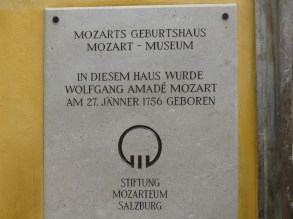 MOZARTS GEBURTSHAUS
MOZART - MUSEUM
IN DIESEM HAUS WURDE
WOLFGANG AMADÉ MOZART
AM 27. JÄNNER 1756 GEBOREN
STIFTUNG
MOZARTEUM
SALZBURG